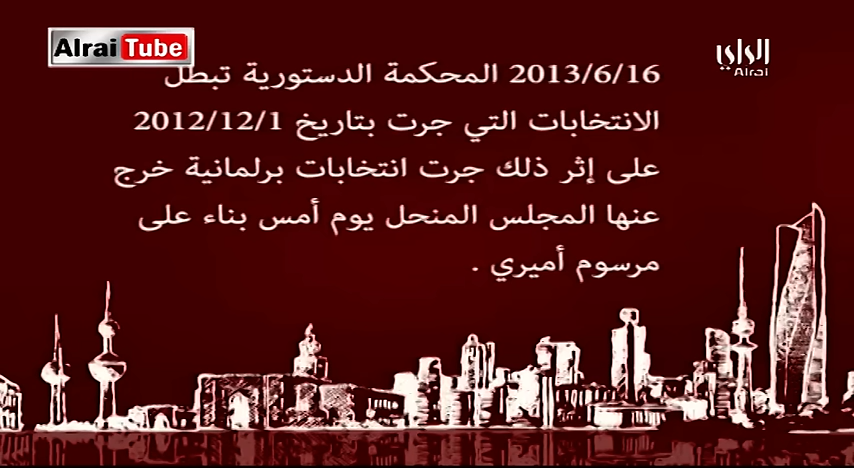 Alrai Tube
الراي
Alrai
2013/6/16 المحكمة الدستورية تبطل
الانتخابات التي جرت بتاريخ 2012/12/1
على إثر ذلك جرت انتخابات برلمانية خرج
عنها المجلس المنحل يوم أمس بناء على
مرسوم أميري .